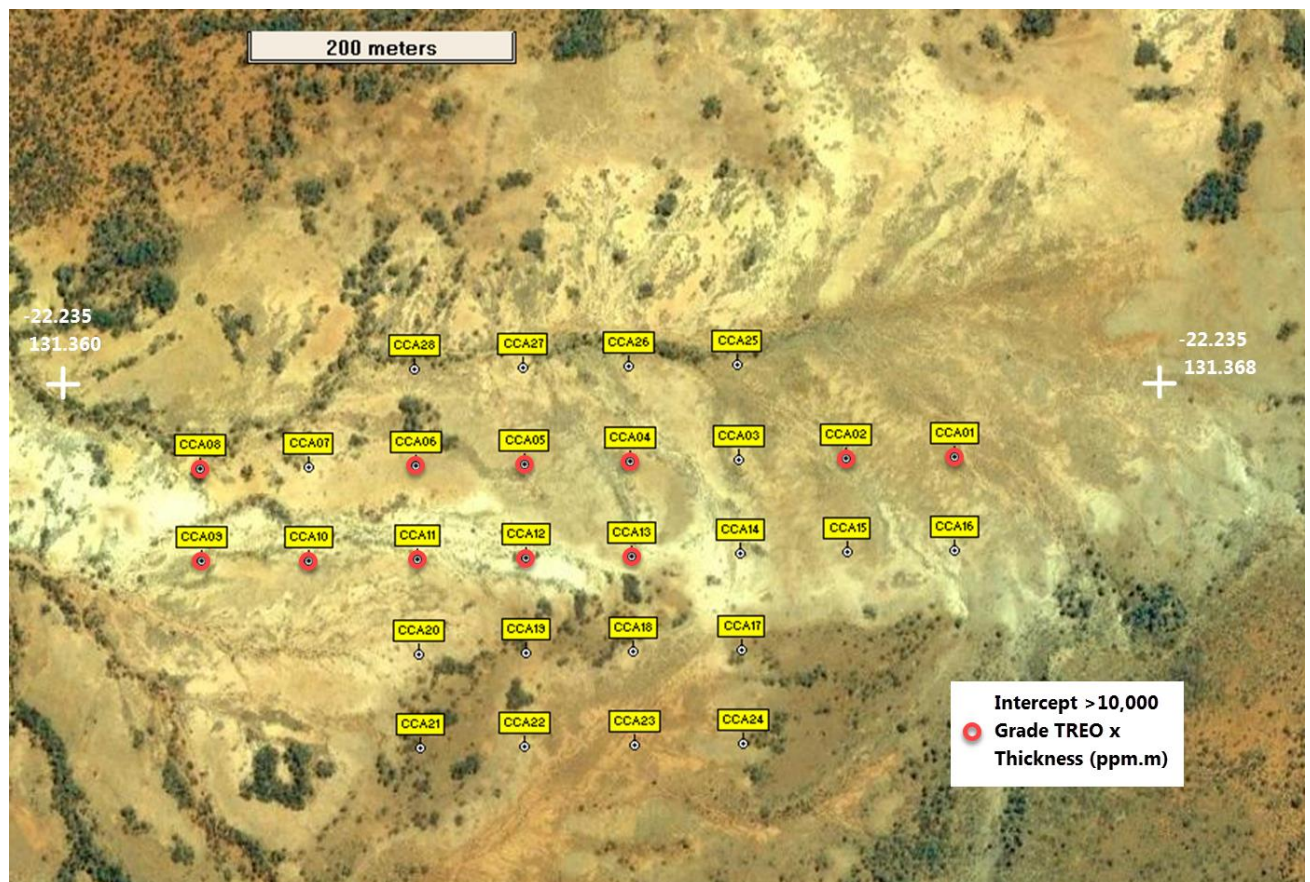 200 meters
-22.235
131.360
-22.235
131.368
CCA28
CCA27
CCA26
CCA25
CCA08
CCA07
CCA06
CCA05
CCA04
CCA03
CCA02
CCA01
CCA09
CCA10
CCA11
CCA12
CCA13
CCA14
CCA15
CCA16
CCA20
CCA19
CCA18
CCA17
CCA21
CCA22
CCA23
CCA24
Intercept >10,000
Grade TREO x
Thickness (ppm.m)